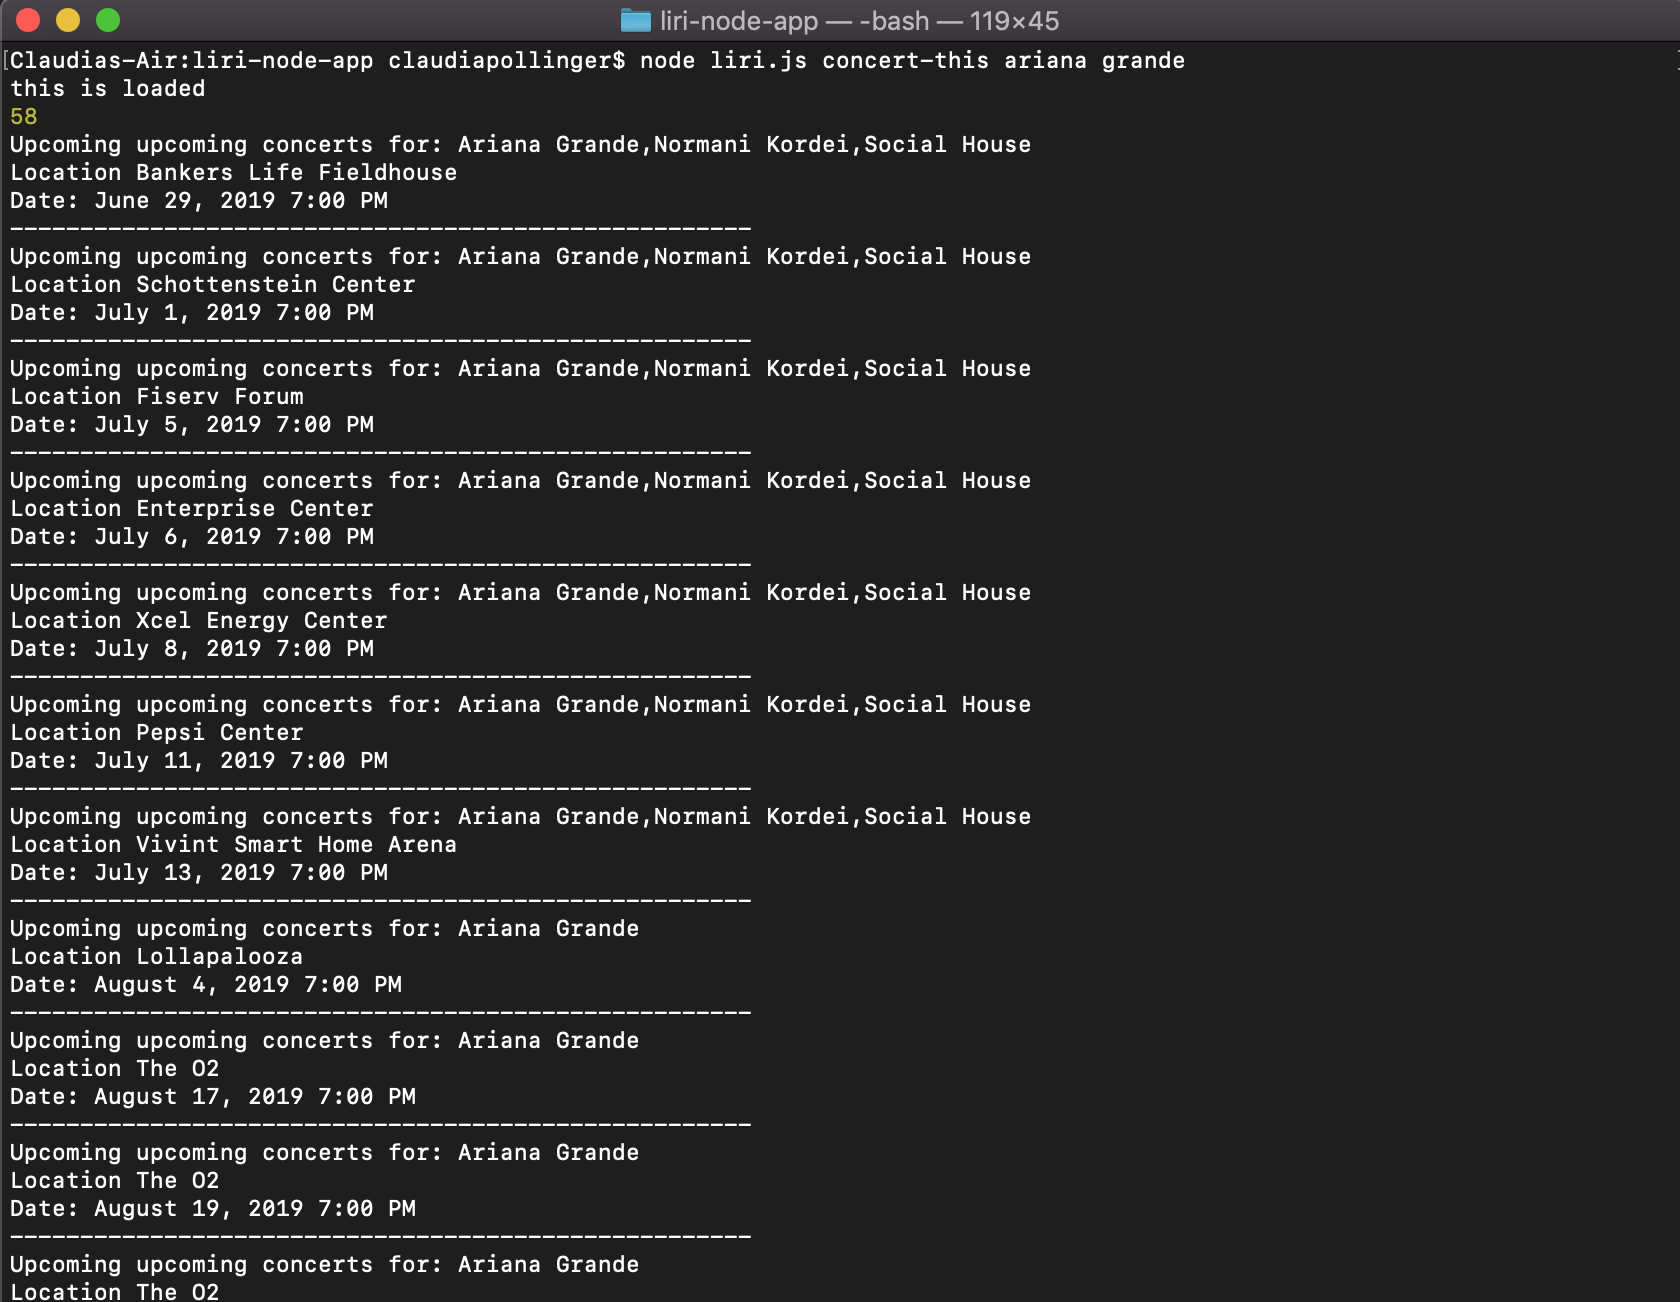 liri-node-app — -bash — 119×45
[Claudias-Air:liri-node-app claudiapollinger$ node liri.js concert-this ariana grande
this is loaded
58
Upcoming upcoming concerts for: Ariana Grande,Normani Kordei,Social House
Location Bankers Life Fieldhouse
Date: June 29, 2019 7:00 PM
-----------------------------------------------------
Upcoming upcoming concerts for: Ariana Grande,Normani Kordei,Social House
Location Schottenstein Center
Date: July 1, 2019 7:00 PM
-----------------------------------------------------
Upcoming upcoming concerts for: Ariana Grande,Normani Kordei,Social House
Location Fiserv Forum
Date: July 5, 2019 7:00 PM
-----------------------------------------------------
Upcoming upcoming concerts for: Ariana Grande,Normani Kordei,Social House
Location Enterprise Center
Date: July 6, 2019 7:00 PM
-----------------------------------------------------
Upcoming upcoming concerts for: Ariana Grande,Normani Kordei,Social House
Location Xcel Energy Center
Date: July 8, 2019 7:00 PM
-----------------------------------------------------
Upcoming upcoming concerts for: Ariana Grande,Normani Kordei,Social House
Location Pepsi Center
Date: July 11, 2019 7:00 PM
-----------------------------------------------------
Upcoming upcoming concerts for: Ariana Grande,Normani Kordei,Social House
Location Vivint Smart Home Arena
Date: July 13, 2019 7:00 PM
-----------------------------------------------------
Upcoming upcoming concerts for: Ariana Grande
Location Lollapalooza
Date: August 4, 2019 7:00 PM
-----------------------------------------------------
Upcoming upcoming concerts for: Ariana Grande
Location The O2
Date: August 17, 2019 7:00 PM
-----------------------------------------------------
Upcoming upcoming concerts for: Ariana Grande
Location The O2
Date: August 19, 2019 7:00 PM
-----------------------------------------------------
Upcoming upcoming concerts for: Ariana Grande
Location The O2